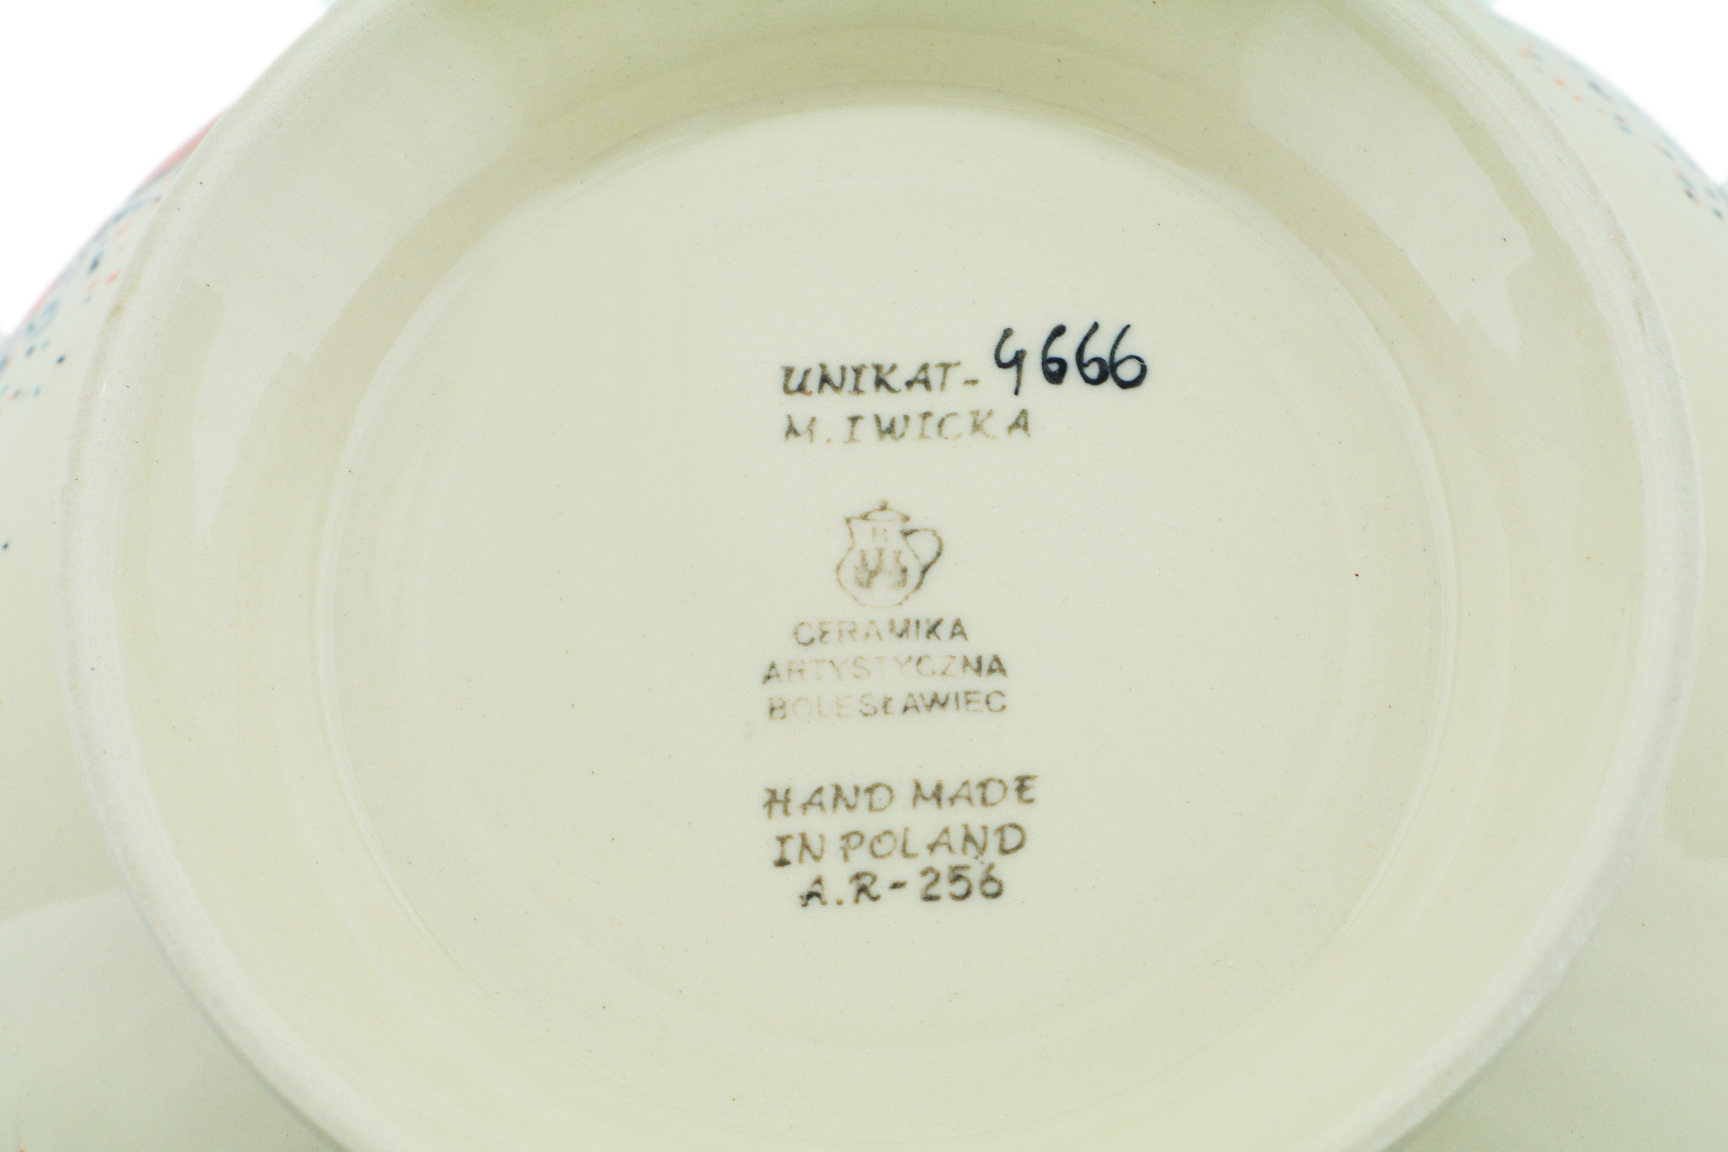 UNIKAT-4666
M. IWICKA
B
CERAMIKA
ARTYSTYCZNA
BOLESŁAWIEC
HAND MADE
IN POLAND
A.R-256